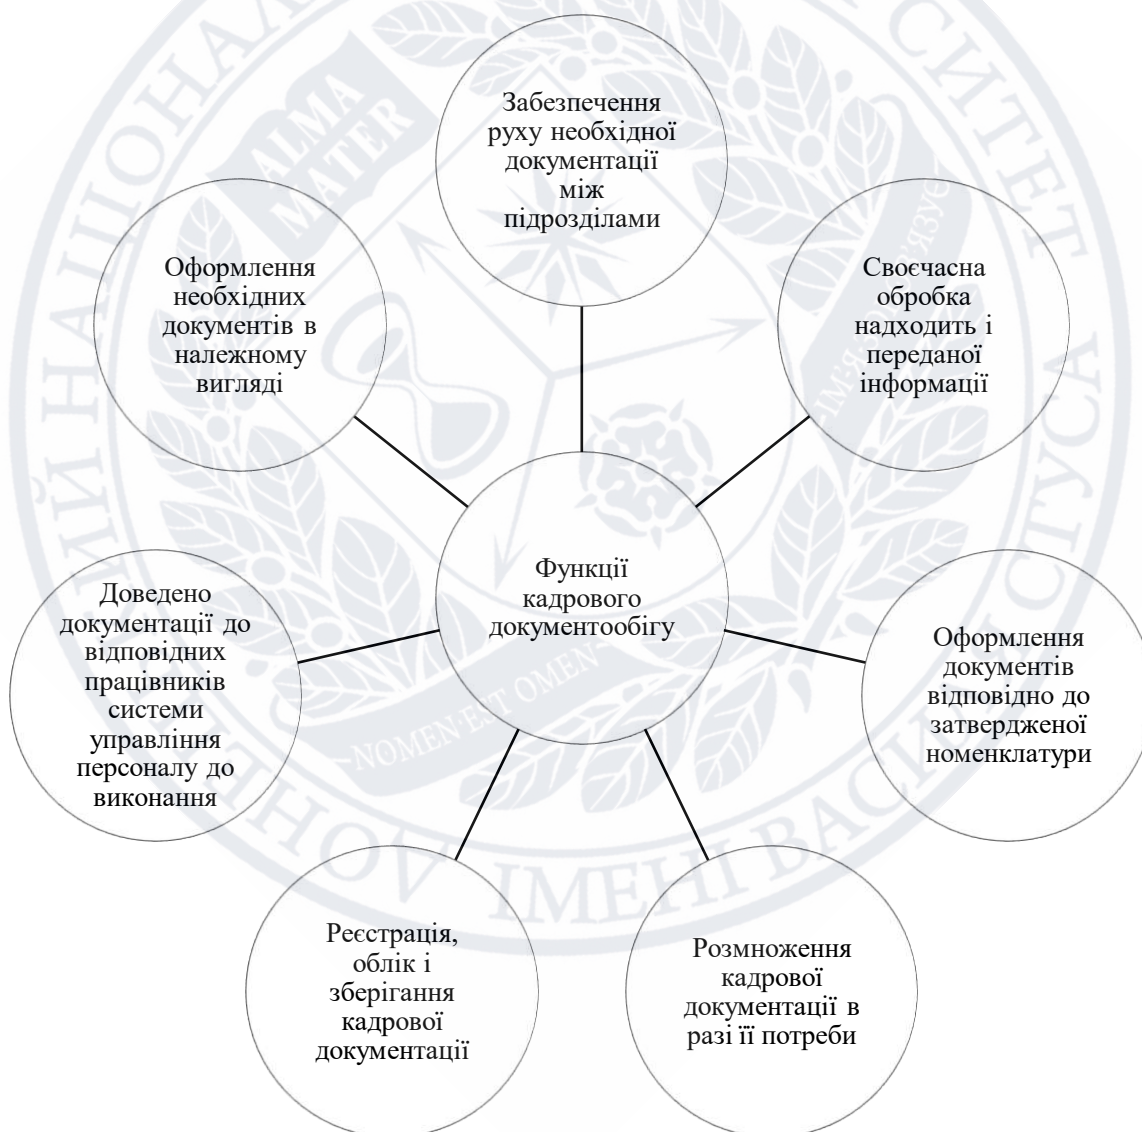 Забезпечення
руху необхідної
документації
між
підрозділами
Своєчасна
обробка
надходить і
переданої
інформації
Оформлення
документів
відповідно до
затвердженої
номенклатури
Розмноження
кадрової
документації в
разі її потреби
Реєстрація,
облік і
зберігання
кадрової
документації
Доведено
документації до
відповідних
працівників
системи
управління
персоналу до
виконання
Оформлення
необхідних
документів в
належному
вигляді
Функції
кадрового
документообігу
ALMA
MATER
NOMEN EST OMEN
ІМЕНІ